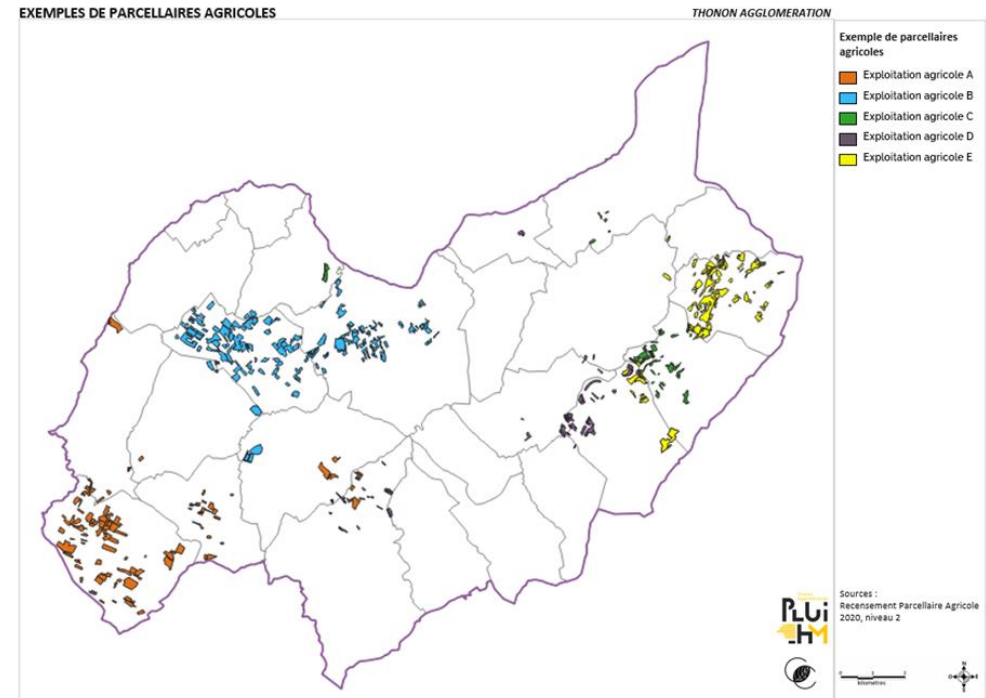 EXEMPLES DE PARCELLAIRES AGRICOLES
THONON AGGLOMERATION
Exemple de parcellaires
agricoles
Exploitation agricole A
Exploitation agricole B
Exploitation agricole C
Exploitation agricole D
Exploitation agricole E
PLUi
-HM
Sources :
Recensement Parcellaire Agricole
2020, niveau 2
kilomètres
N